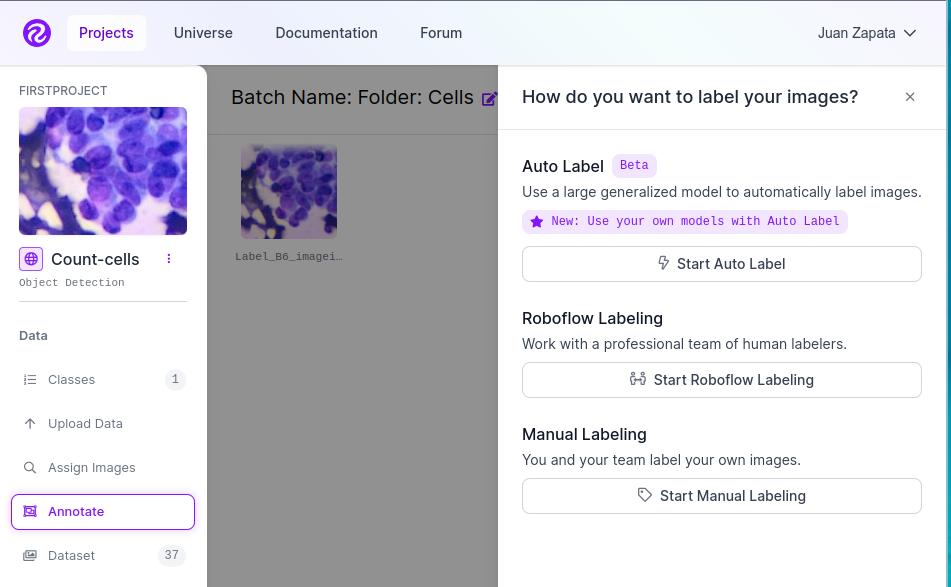 Projects
Universe
Documentation
Forum
Juan Zapata
FIRSTPROJECT
Count-cells
Object Detection
Data
Classes
1
Upload Data
Assign Images
Annotate
Dataset
37
Batch Name: Folder: Cells
Label_B6_imagei…
How do you want to label your images?
Auto Label Beta
Use a large generalized model to automatically label images.
New: Use your own models with Auto Label
Start Auto Label
Roboflow Labeling
Work with a professional team of human labelers.
Start Roboflow Labeling
Manual Labeling
You and your team label your own images.
Start Manual Labeling